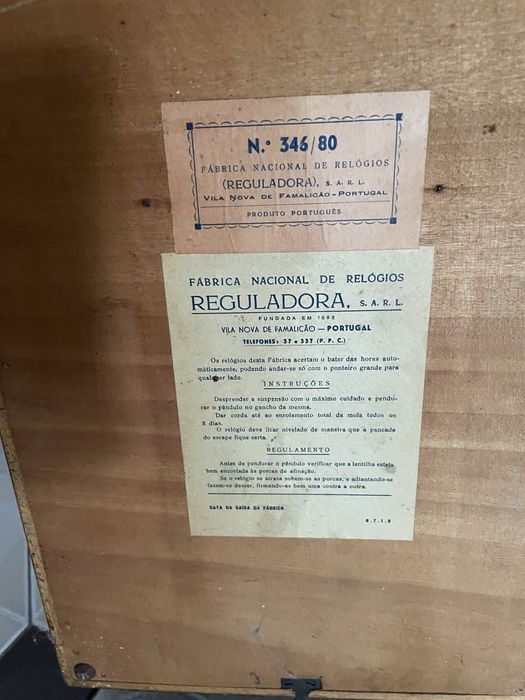 N.º 346/80
FÁBRICA NACIONAL DE RELÓGIOS
(REGULADORA), S. A. R. L.
VILA NOVA DE FAMALICÃO - PORTUGAL
PRODUTO PORTUGUÊS
FÁBRICA NACIONAL DE RELÓGIOS
REGULADORA, S. A. R. L.
FUNDADA EM 1892
VILA NOVA DE FAMALICÃO — PORTUGAL
TELEFONES: 37 e 337 (P. P. C.)
Os relógios desta Fábrica acertam o bater das horas auto-
máticamente, podendo andar-se só com o ponteiro grande para
qualquer lado.
INSTRUÇÕES
Desprender a suspensão com o máximo cuidado e pendu-
rar o pêndulo no gancho da mesma.
Dar corda até ao enrolamento total da mola todos os
8 dias.
O relógio deve ficar nivelado de maneira que a pancada
do escape fique certa.
REGULAMENTO
Antes de pendurar o pêndulo verificar que a lentilha esteja
bem encostada às porcas de afinação.
Se o relógio se atrasa sobem-se as porcas, e adiantando-se
fazem-se descer, firmando-as bem uma contra a outra.
DATA DA SAÍDA DA FÁBRICA